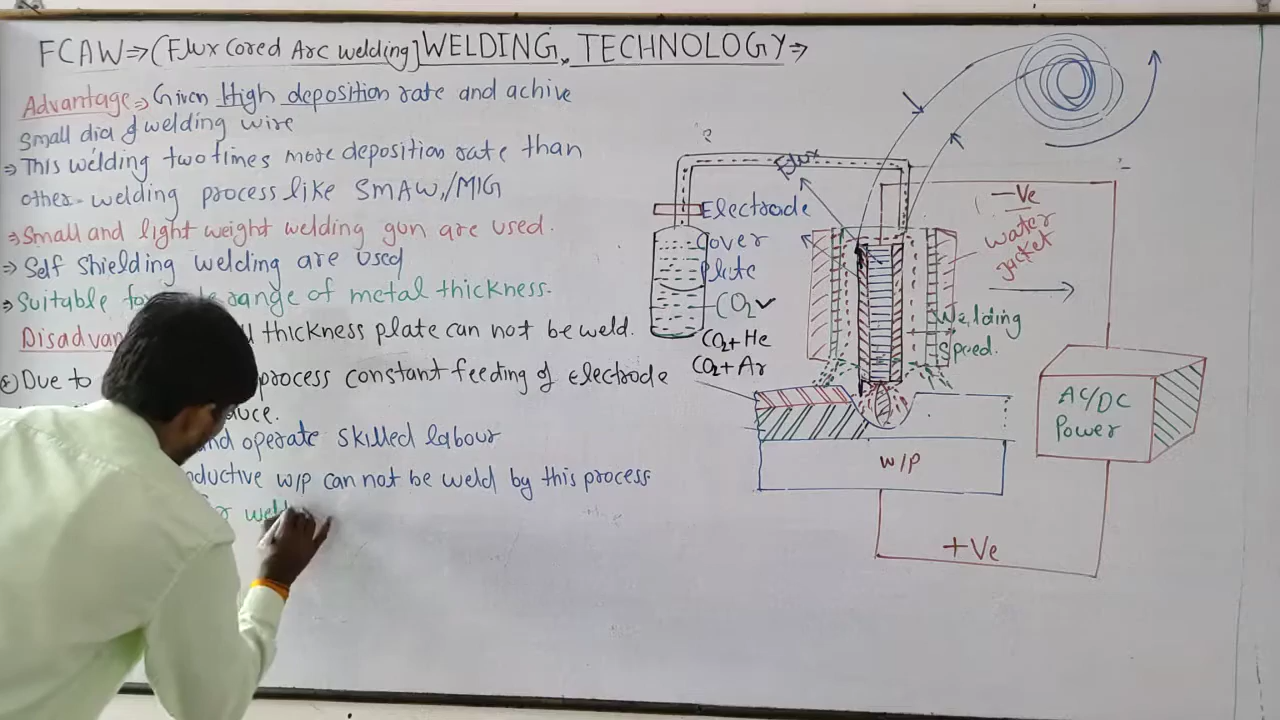 FCAW⇒(Flux Cored Arc welding] WELDING, TECHNOLOGY⇒
Advantage⇒ Given High deposition rate and achive
Small dia of welding wire
⇒This welding two times more deposition rate than
other welding process like SMAW,/MIG
⇒Small and light weight welding gun are used.
⇒ Self Shielding welding are used
⇒ Suitable range of metal thickness.
thickness plate can not be weld.
Due to process constant feeding of Electrode
and operate skilled labour
w/p can not be weld by this process
?
Flux
Electrode
cover
plate
CO₂✓
CO₂+He
CO₂+Ar
-Ve
water
Jacket
Welding
Speed.
AC/DC
Power
W/P
+Ve